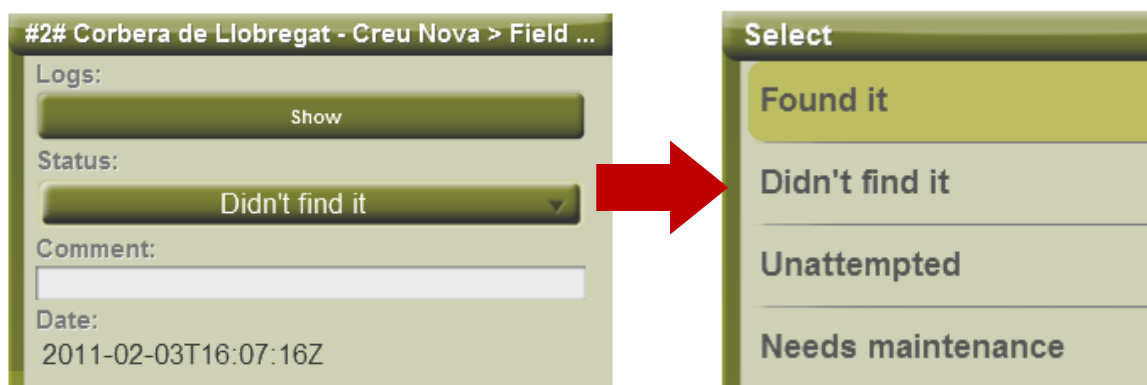 #2# Corbera de Llobregat - Creu Nova > Field ...
Logs:
Show
Status:
Didn't find it
Comment:
Date:
2011-02-03T16:07:16Z
Select
Found it
Didn't find it
Unattempted
Needs maintenance